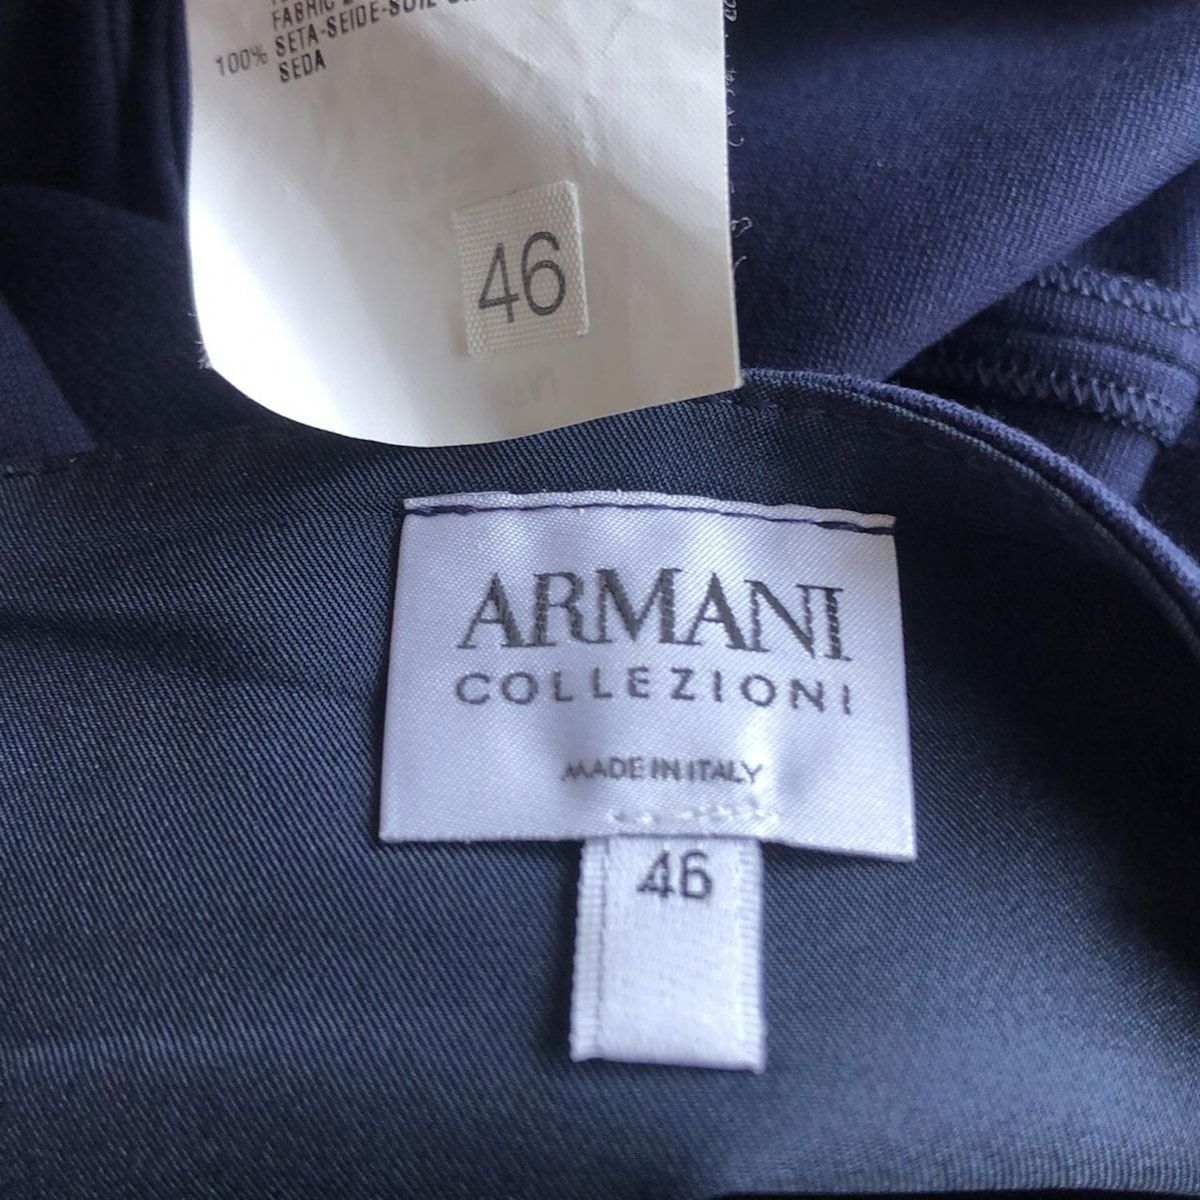 FABRIC
100% SETA-SEIDE-SOIE
SEDA
46
ARMANI
COLLEZIONI
MADE IN ITALY
46